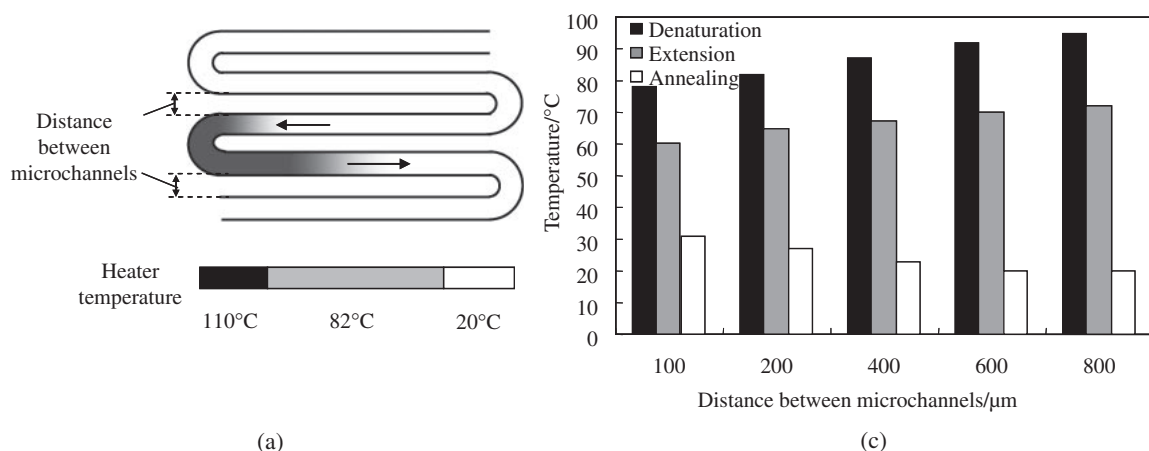 Distance
between
microchannels
Heater
temperature
110°C 82°C 20°C
(a)
Temperature/°C
100
90
80
70
60
50
40
30
20
10
0
Denaturation
Extension
Annealing
100 200 400 600 800
Distance between microchannels/μm
(c)